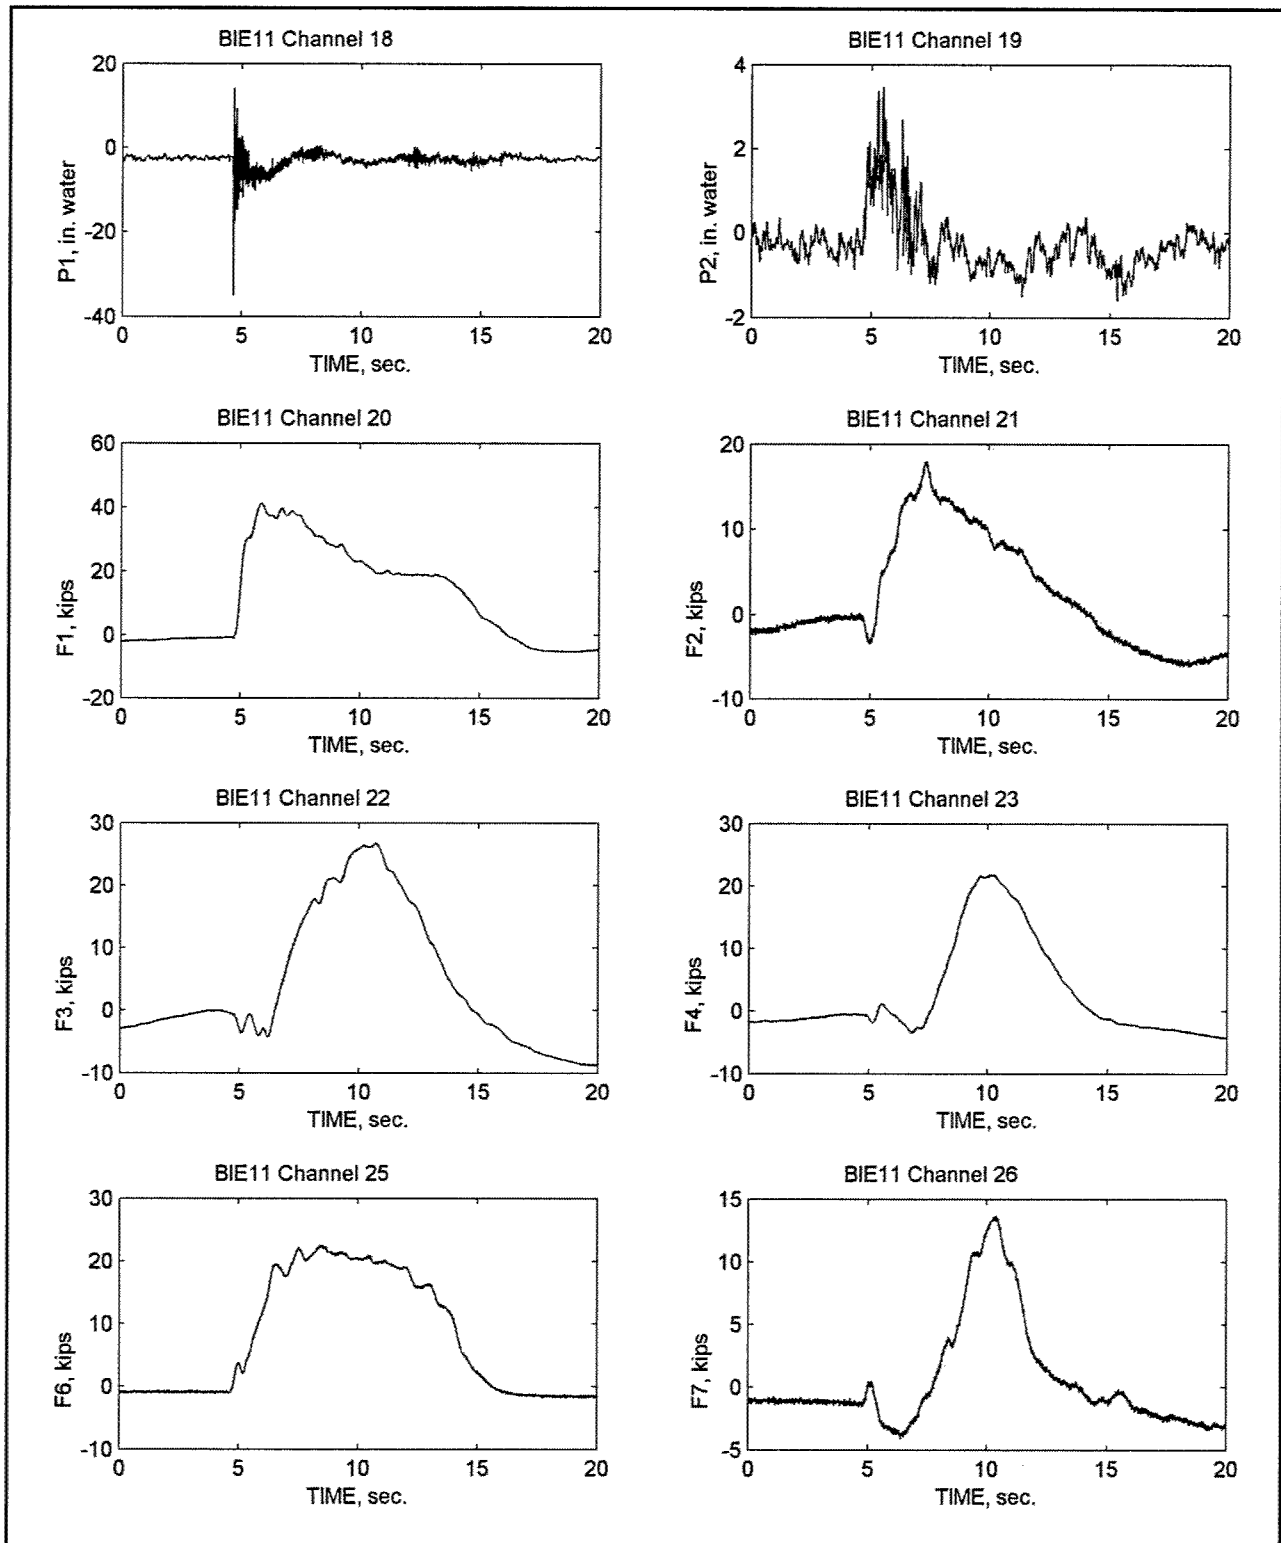 BIE11 Channel 18
BIE11 Channel 19
20
0
-20
-40
P1, in. water
0 5 10 15 20
TIME, sec.
4
2
0
-2
P2, in. water
0 5 10 15 20
TIME, sec.
BIE11 Channel 20
BIE11 Channel 21
60
40
20
0
-20
F1, kips
0 5 10 15 20
TIME, sec.
20
10
0
-10
F2, kips
0 5 10 15 20
TIME, sec.
BIE11 Channel 22
BIE11 Channel 23
30
20
10
0
-10
F3, kips
0 5 10 15 20
TIME, sec.
30
20
10
0
-10
F4, kips
0 5 10 15 20
TIME, sec.
BIE11 Channel 25
BIE11 Channel 26
30
20
10
0
-10
F6, kips
0 5 10 15 20
TIME, sec.
15
10
5
0
-5
F7, kips
0 5 10 15 20
TIME, sec.